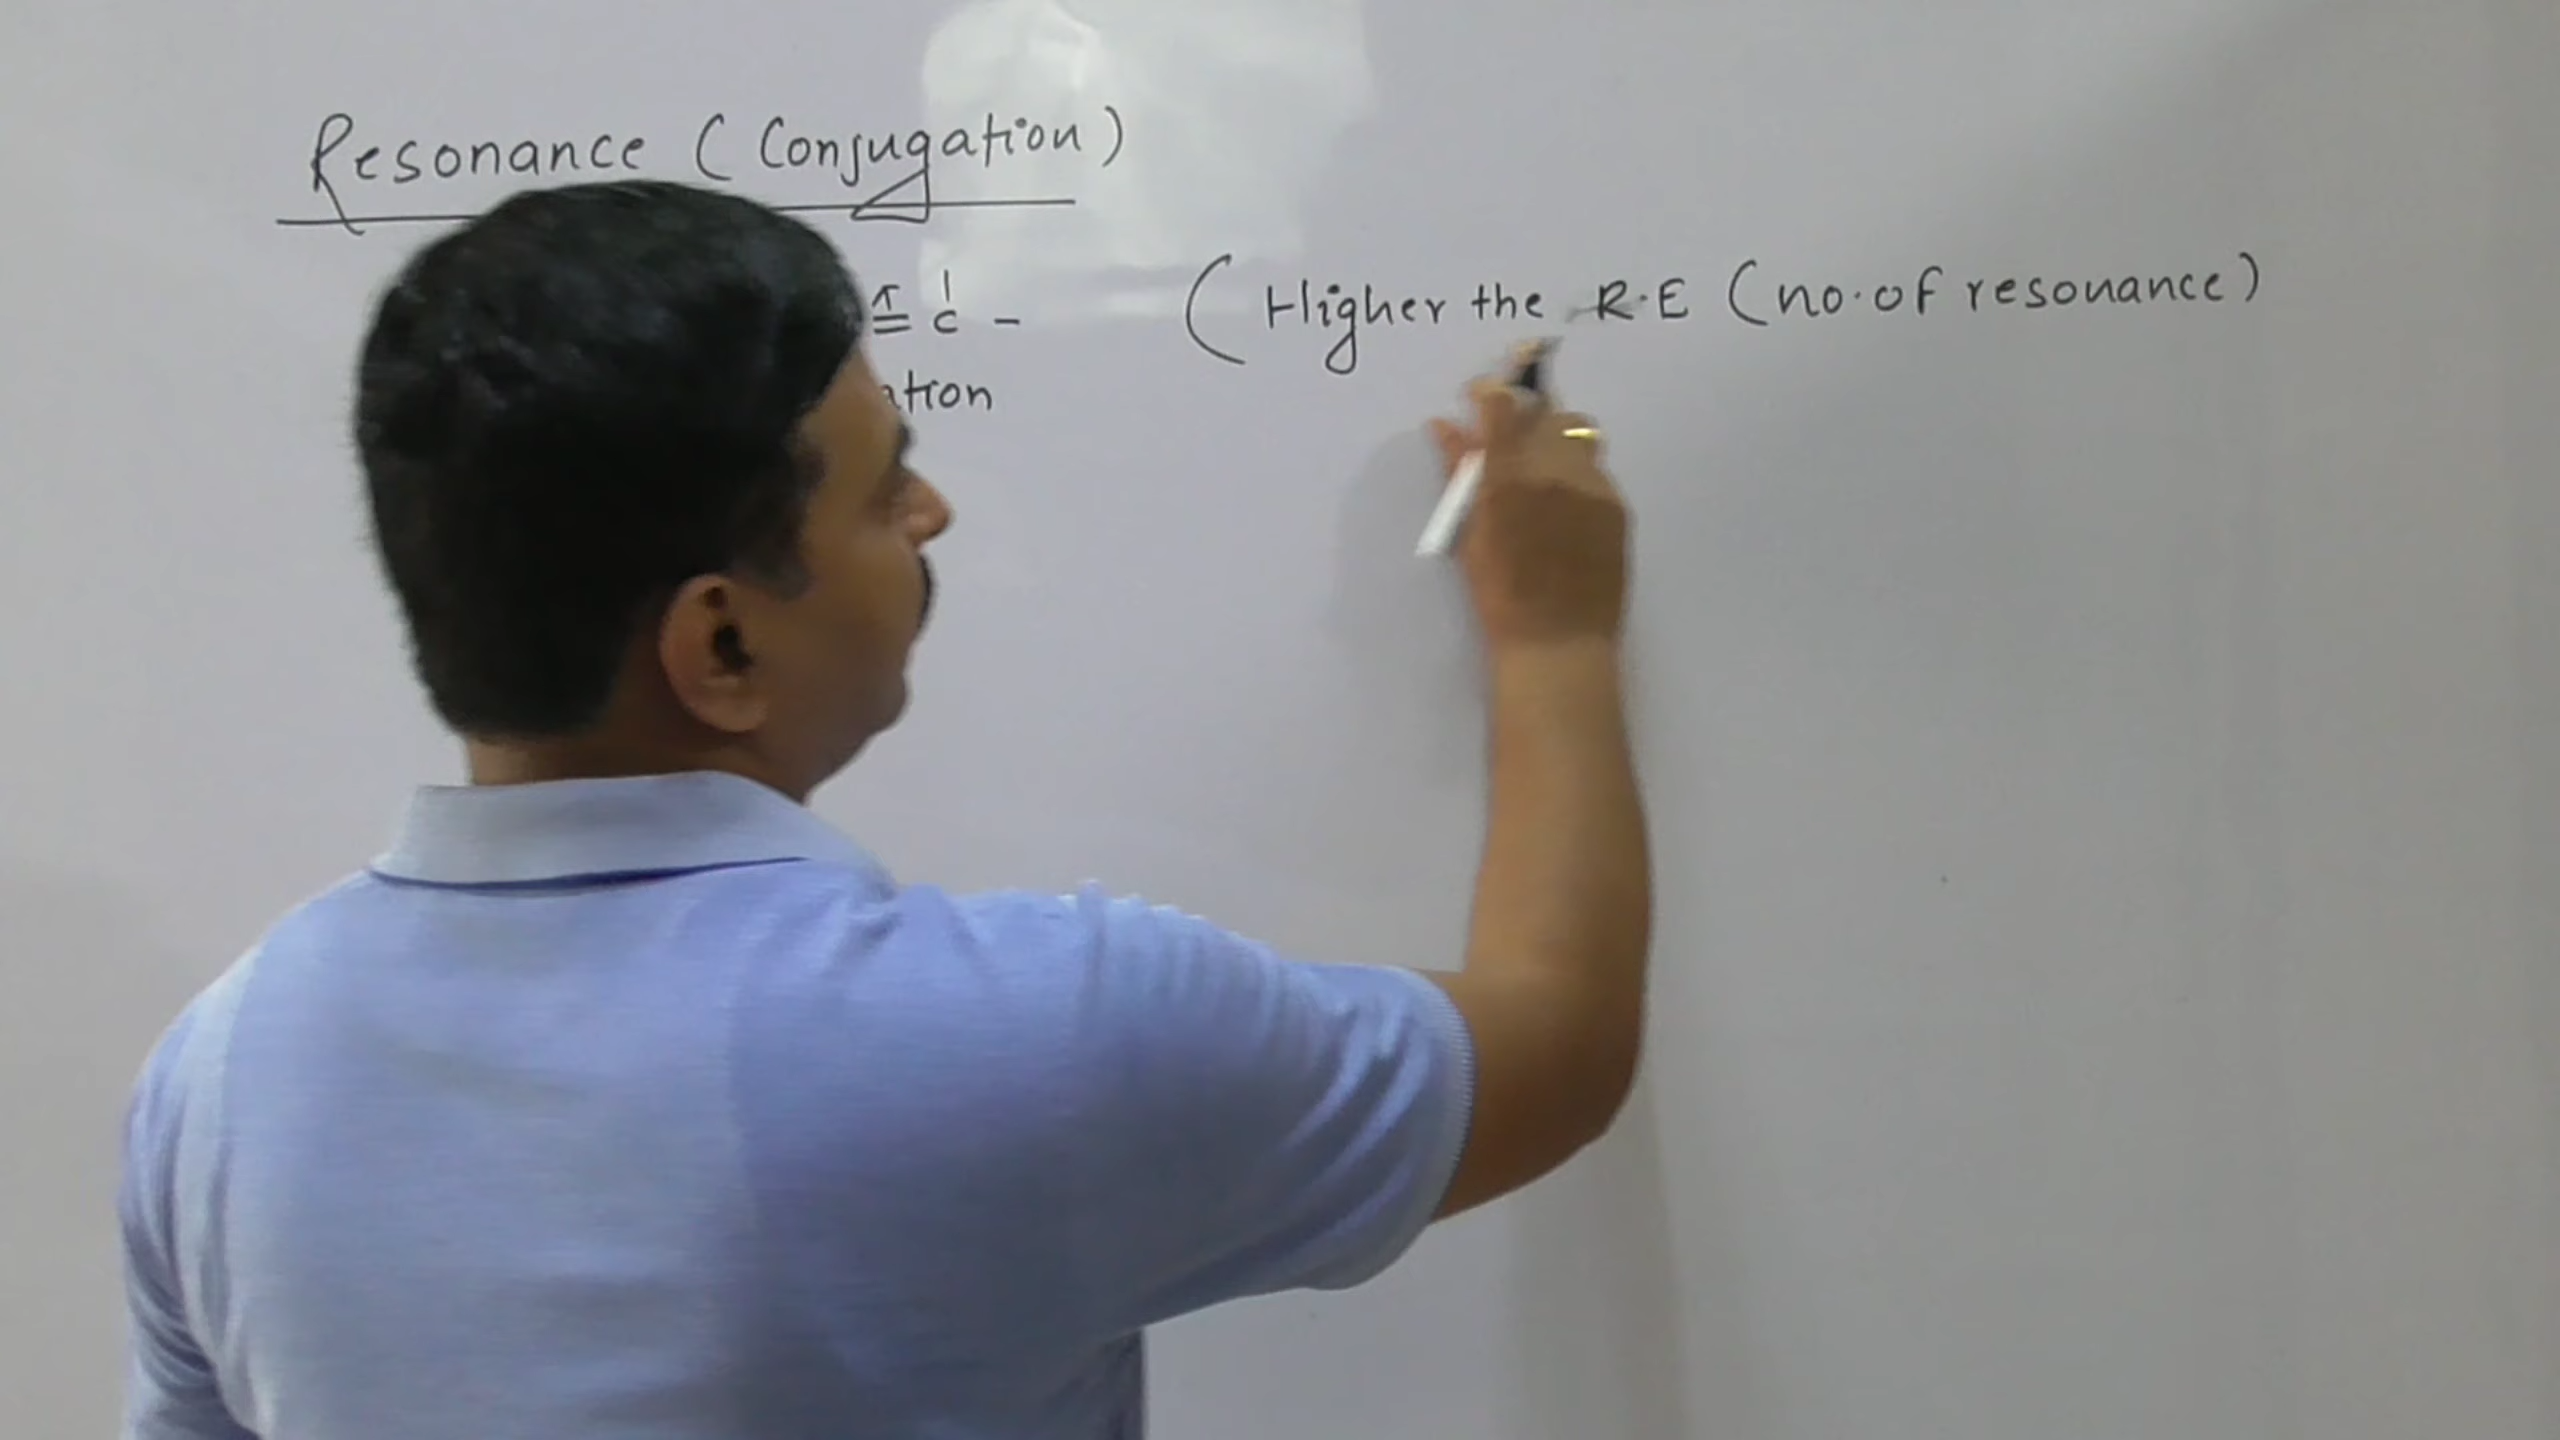 Resonance (Conjugation)
π |
= c -
(Higher the R.E (no. of resonance)
ation